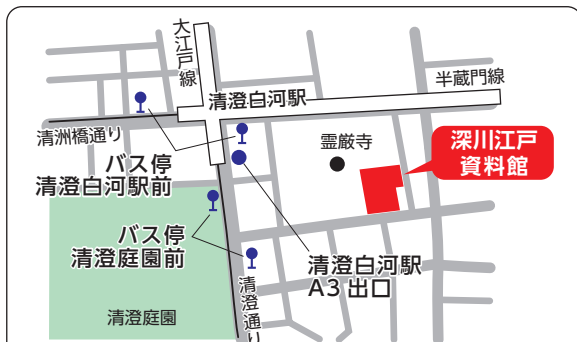 大江戸線
清澄白河駅
半蔵門線
清洲橋通り
霊巌寺
深川江戸
資料館
バス停
清澄白河駅前
バス停
清澄庭園前
清澄白河駅
A3 出口
清澄通り
清澄庭園